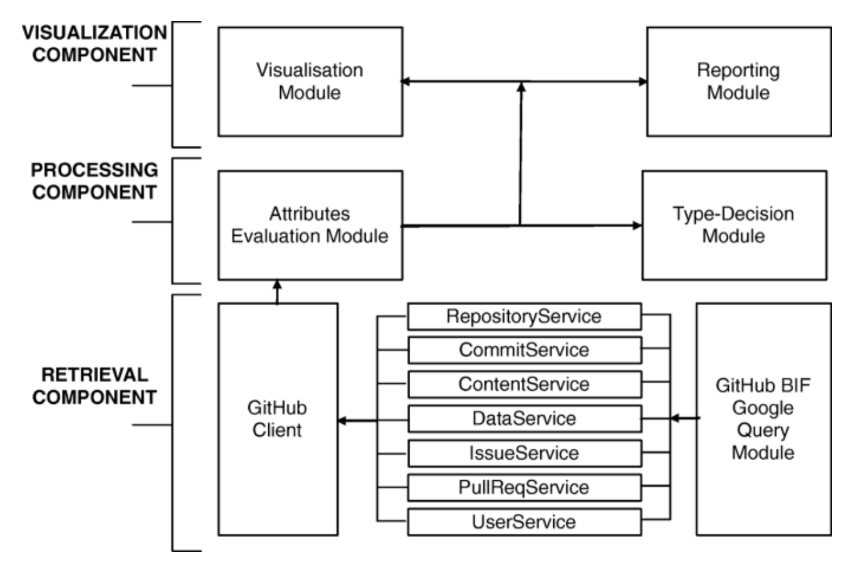 VISUALIZATION
COMPONENT
Visualisation
Module
Reporting
Module
PROCESSING
COMPONENT
Attributes
Evaluation Module
Type-Decision
Module
RETRIEVAL
COMPONENT
GitHub
Client
RepositoryService
CommitService
ContentService
DataService
IssueService
PullReqService
UserService
GitHub BIF
Google
Query
Module